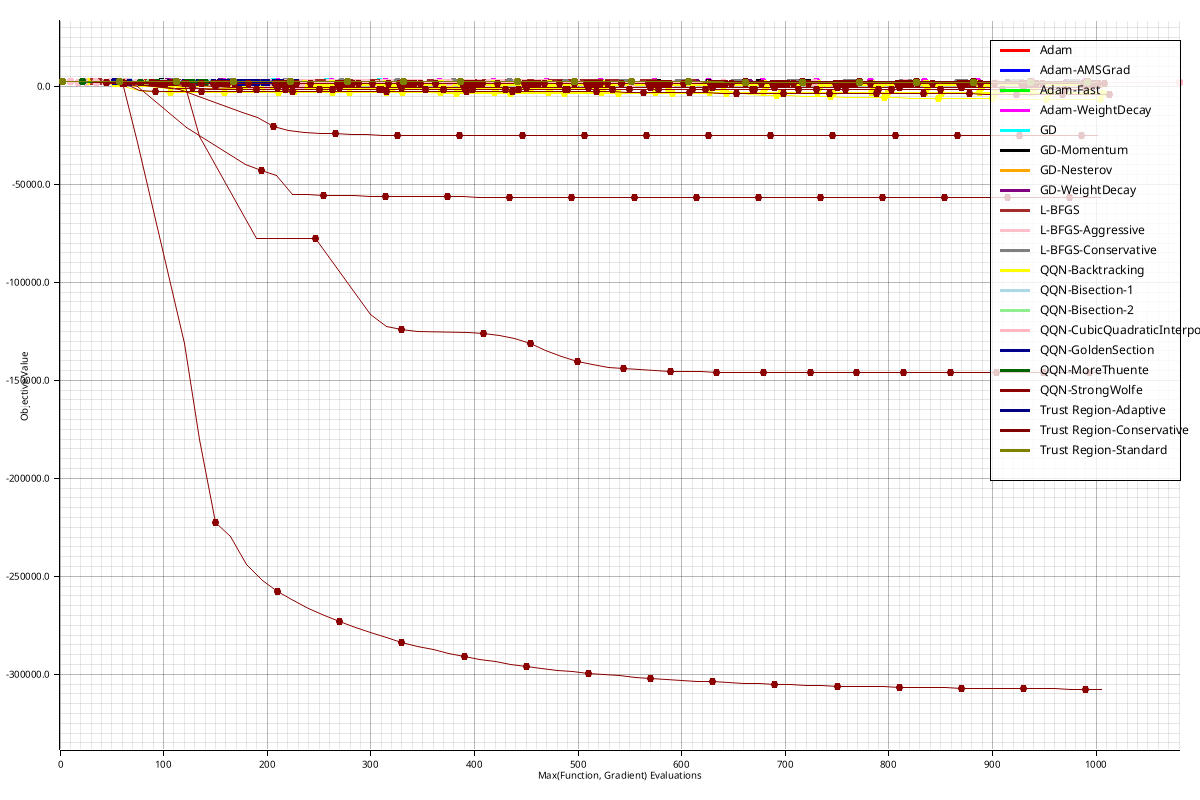 Adam
Adam-AMSGrad
0.0
Adam-Fast
Adam-WeightDecay
GD
GD-Momentum
GD-Nesterov
-50000.0
GD-WeightDecay
L-BFGS
L-BFGS-Aggressive
L-BFGS-Conservative
QQN-Backtracking
-100000.0
QQN-Bisection-1
QQN-Bisection-2
QQN-CubicQuadraticInterpo
QQN-GoldenSection
QQN-MoreThuente
-150000.0
Objective Value
QQN-StrongWolfe
Trust Region-Adaptive
Trust Region-Conservative
Trust Region-Standard
-200000.0
-250000.0
-300000.0
0 100 200 300 400 500 600 700 800 900 1000
Max(Function, Gradient) Evaluations